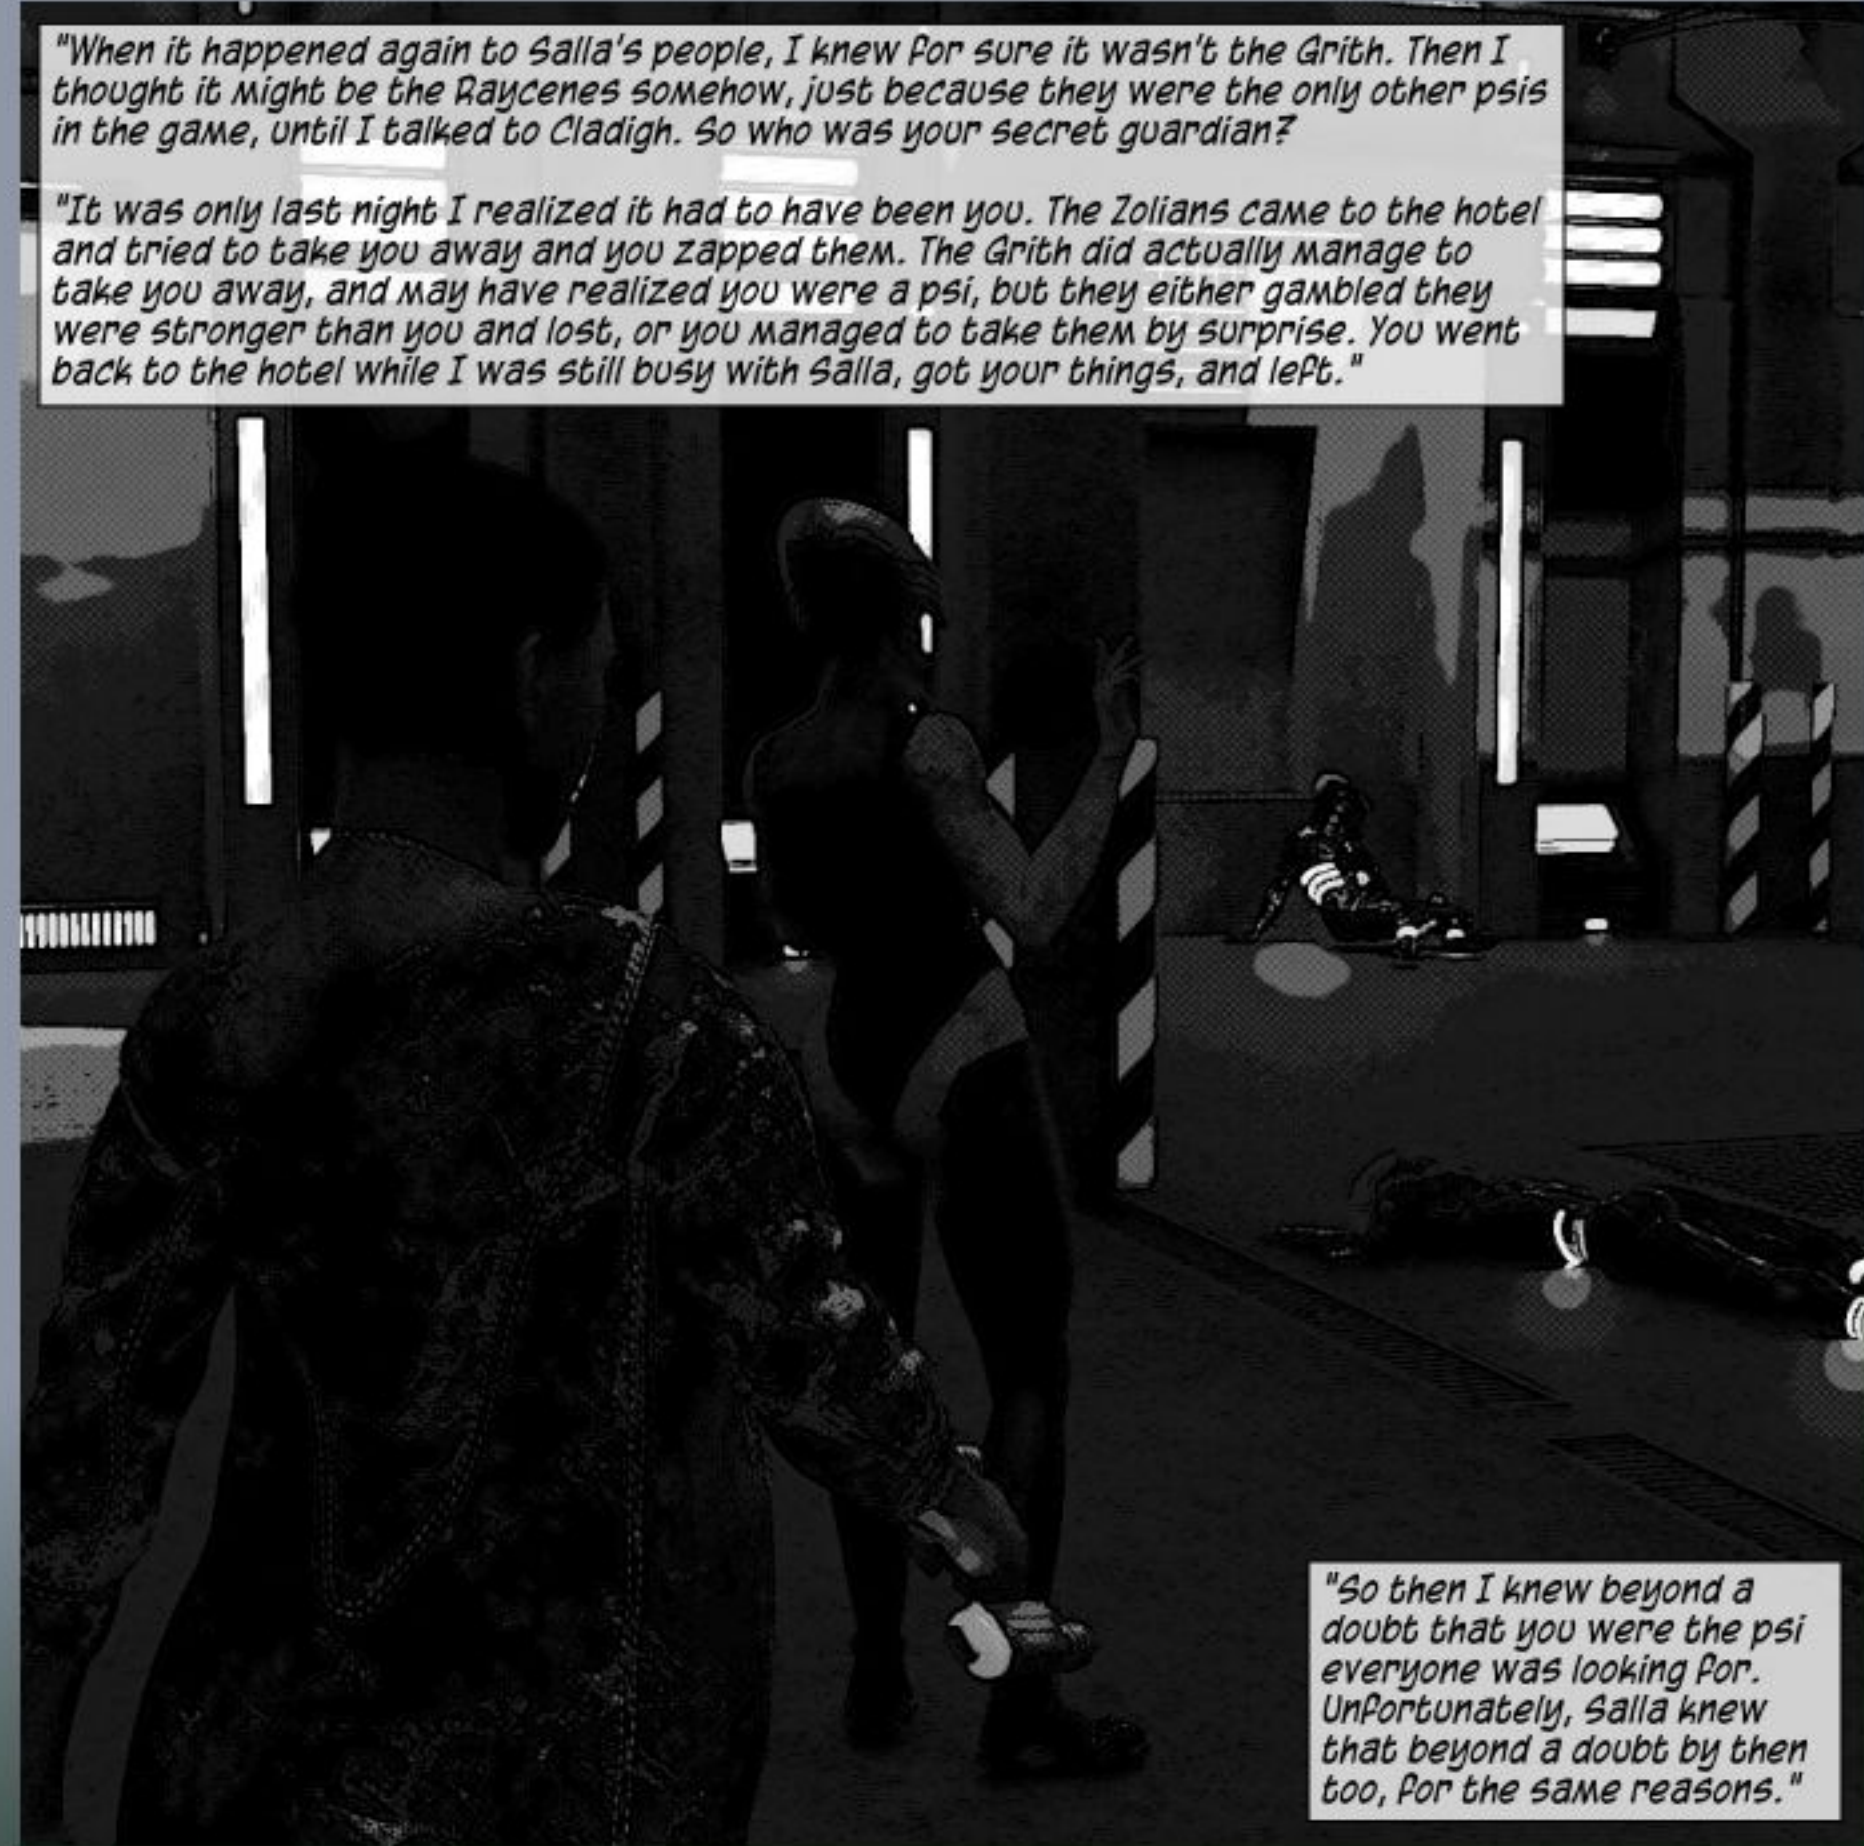 "When it happened again to Salla's people, I knew for sure it wasn't the Grith. Then I
thought it might be the Raycenes somehow, just because they were the only other psis
in the game, until I talked to Cladigh. So who was your secret guardian?
"It was only last night I realized it had to have been you. The Zolians came to the hotel
and tried to take you away and you zapped them. The Grith did actually manage to
take you away, and may have realized you were a psi, but they either gambled they
were stronger than you and lost, or you managed to take them by surprise. You went
back to the hotel while I was still busy with Salla, got your things, and left."
"So then I knew beyond a
doubt that you were the psi
everyone was looking for.
Unfortunately, Salla knew
that beyond a doubt by then
too, for the same reasons."